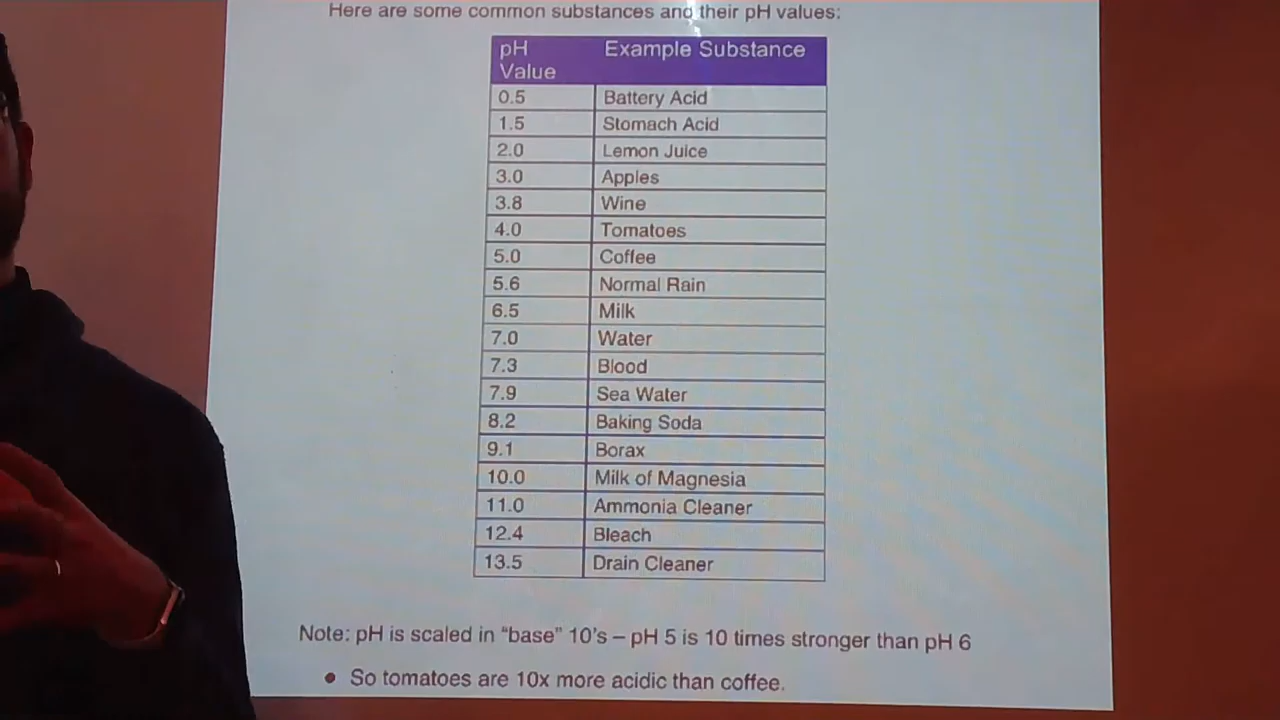 Here are some common substances and their pH values:
pH Value Example Substance
0.5 Battery Acid
1.5 Stomach Acid
2.0 Lemon Juice
3.0 Apples
3.8 Wine
4.0 Tomatoes
5.0 Coffee
5.6 Normal Rain
6.5 Milk
7.0 Water
7.3 Blood
7.9 Sea Water
8.2 Baking Soda
9.1 Borax
10.0 Milk of Magnesia
11.0 Ammonia Cleaner
12.4 Bleach
13.5 Drain Cleaner
Note: pH is scaled in “base” 10’s – pH 5 is 10 times stronger than pH 6
• So tomatoes are 10x more acidic than coffee.